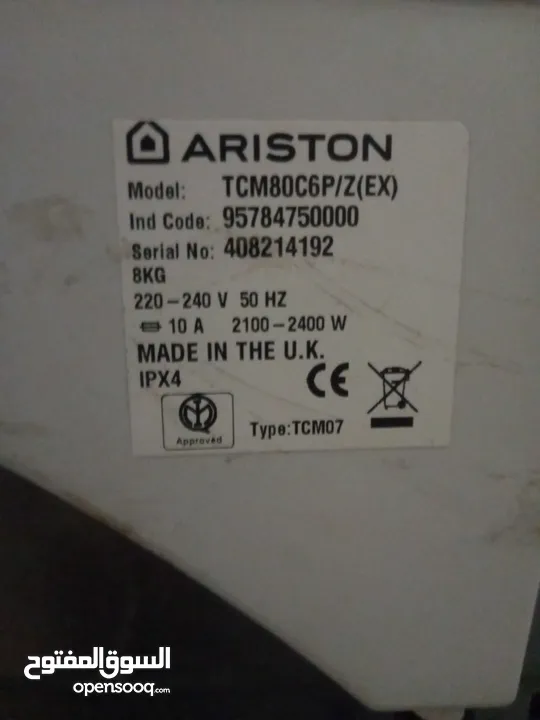 ARISTON
Model: TCM80C6P/Z(EX)
Ind Code: 95784750000
Serial No: 408214192
8KG
220-240 V 50 HZ
10 A 2100-2400 W
MADE IN THE U.K.
IPX4
CE
Approved
Type:TCM07
السوق المفتوح
opensooq.com